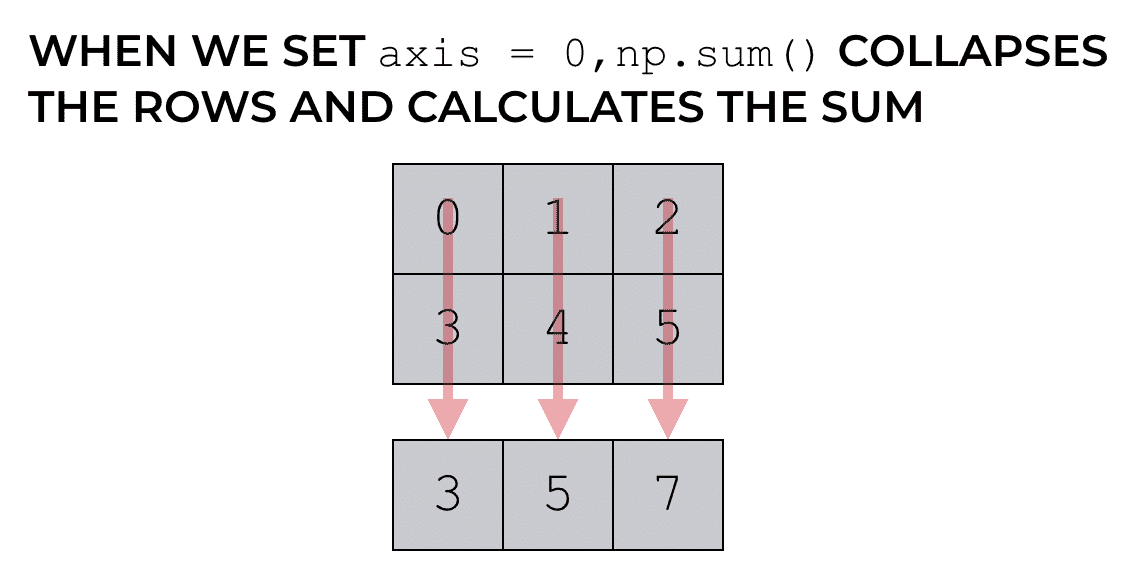 WHEN WE SET axis = 0,np.sum() COLLAPSES
THE ROWS AND CALCULATES THE SUM
0 1 2
3 4 5
3 5 7